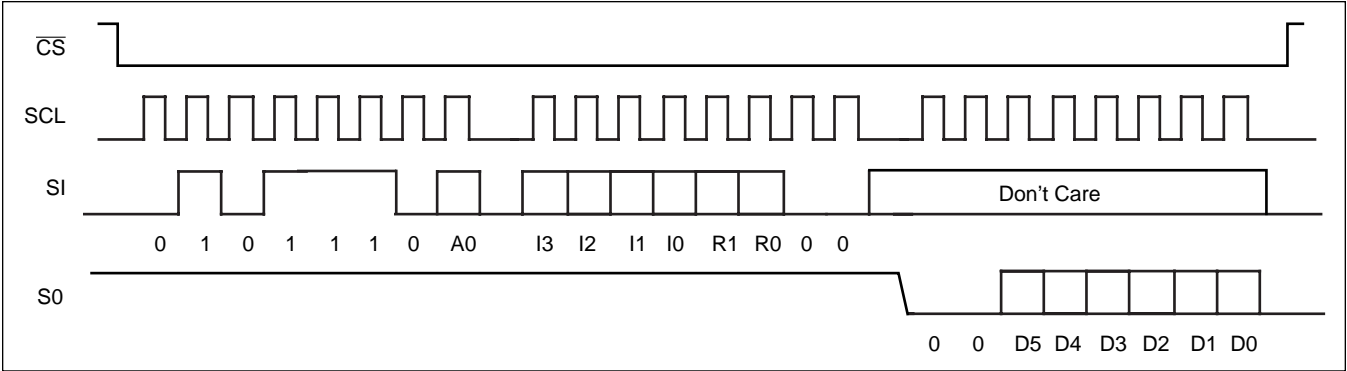 CS
SCL
SI
Don't Care
0 1 0 1 1 1 0 A0 I3 I2 I1 I0 R1 R0 0 0
S0
0 0 D5 D4 D3 D2 D1 D0